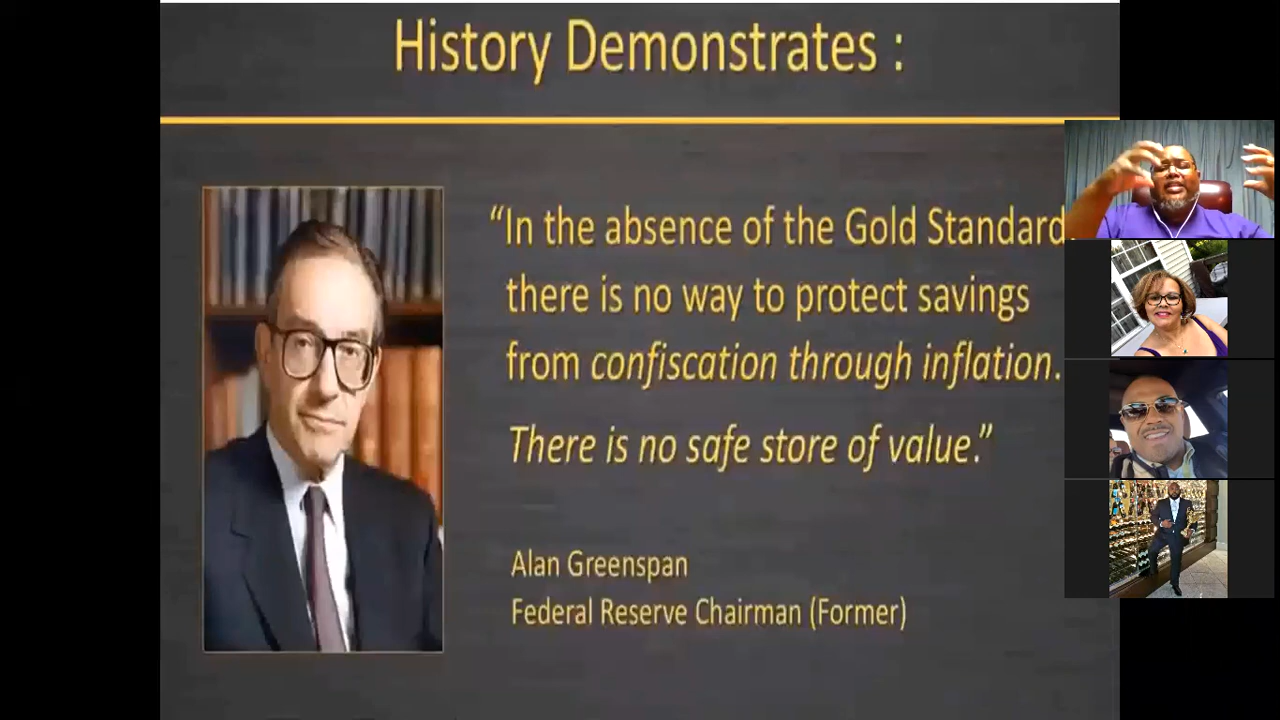 History Demonstrates :
“In the absence of the Gold Standard
there is no way to protect savings
from confiscation through inflation.
There is no safe store of value.”
Alan Greenspan
Federal Reserve Chairman (Former)